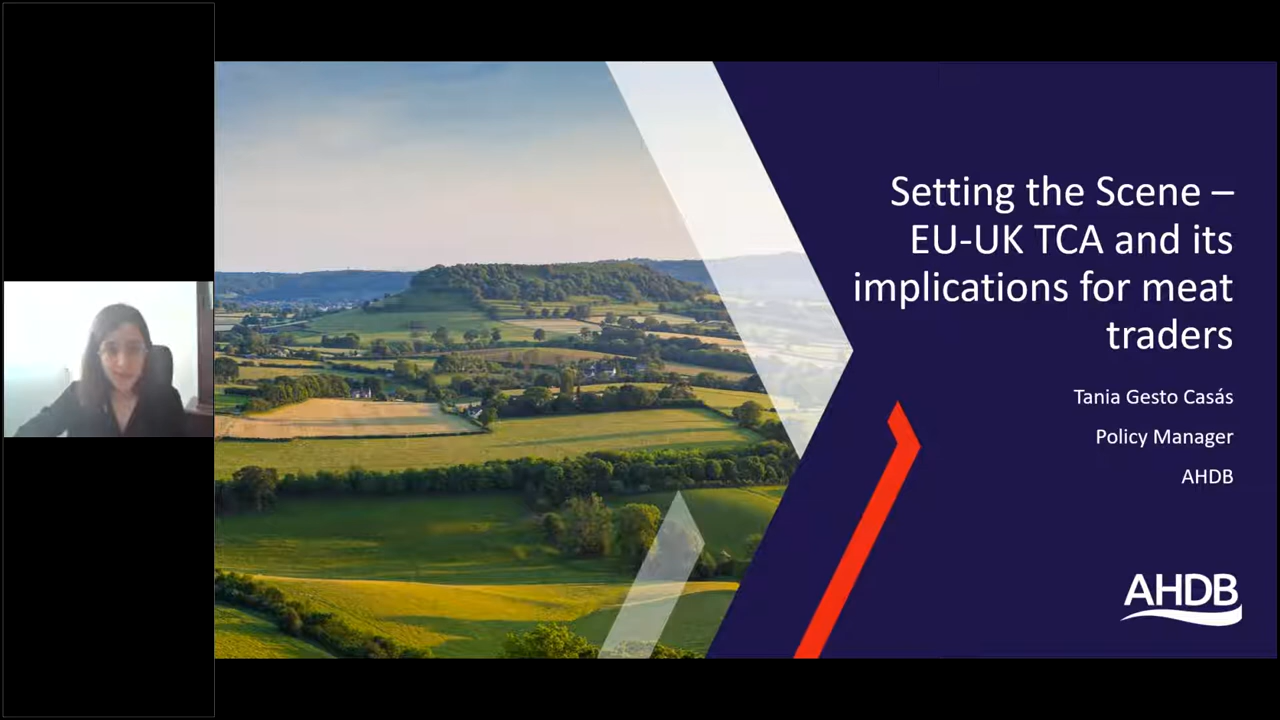 Setting the Scene –
EU-UK TCA and its
implications for meat
traders
Tania Gesto Casás
Policy Manager
AHDB
AHDB